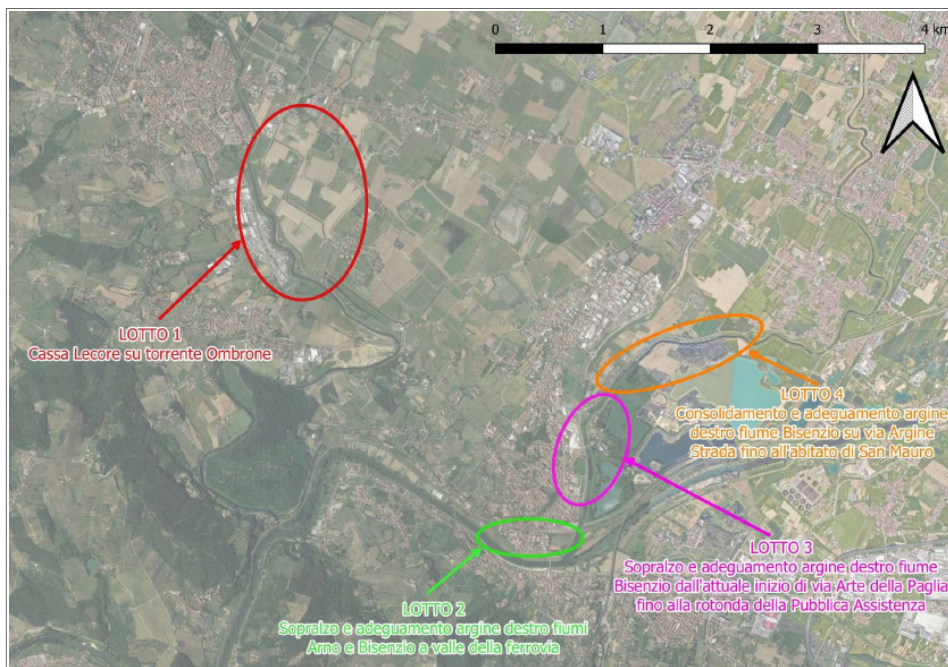 0 1 2 3 4 km
LOTTO 1
Cassa Lecore su torrente Ombrone
LOTTO 4
Consolidamento e adeguamento argine
destro fiume Bisenzio su via Argine
Strada fino all'abitato di San Mauro
LOTTO 3
Sopralzo e adeguamento argine destro fiume
Bisenzio dall'attuale inizio di via Arte della Paglia
fino alla rotonda della Pubblica Assistenza
LOTTO 2
Sopralzo e adeguamento argine destro fiumi
Arno e Bisenzio a valle della ferrovia